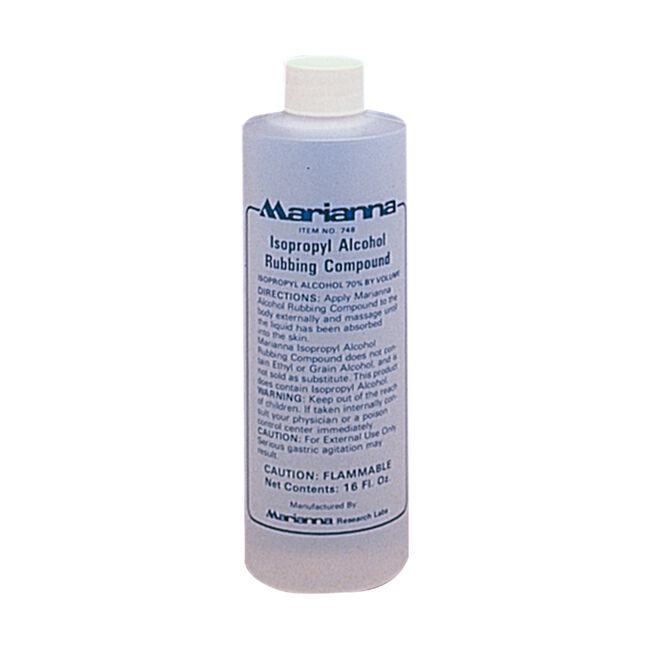 Marianna
ITEM NO. 748
Isopropyl Alcohol
Rubbing Compound
ISOPROPYL ALCOHOL 70% BY VOLUME
DIRECTIONS: Apply Marianna
Alcohol Rubbing Compound to the
body externally and massage until
the liquid has been absorbed
into the skin.
Marianna Isopropyl Alcohol
Rubbing Compound does not con-
tain Ethyl or Grain Alcohol, and is
not sold as substitute. This product
does contain Isopropyl Alcohol.
WARNING: Keep out of the reach
of children. If taken internally con-
sult your physician or a poison
control center immediately.
CAUTION: For External Use Only
Serious gastric agitation may
result.
CAUTION: FLAMMABLE
Net Contents: 16 Fl. Oz.
Manufactured By
Marianna Research Labs